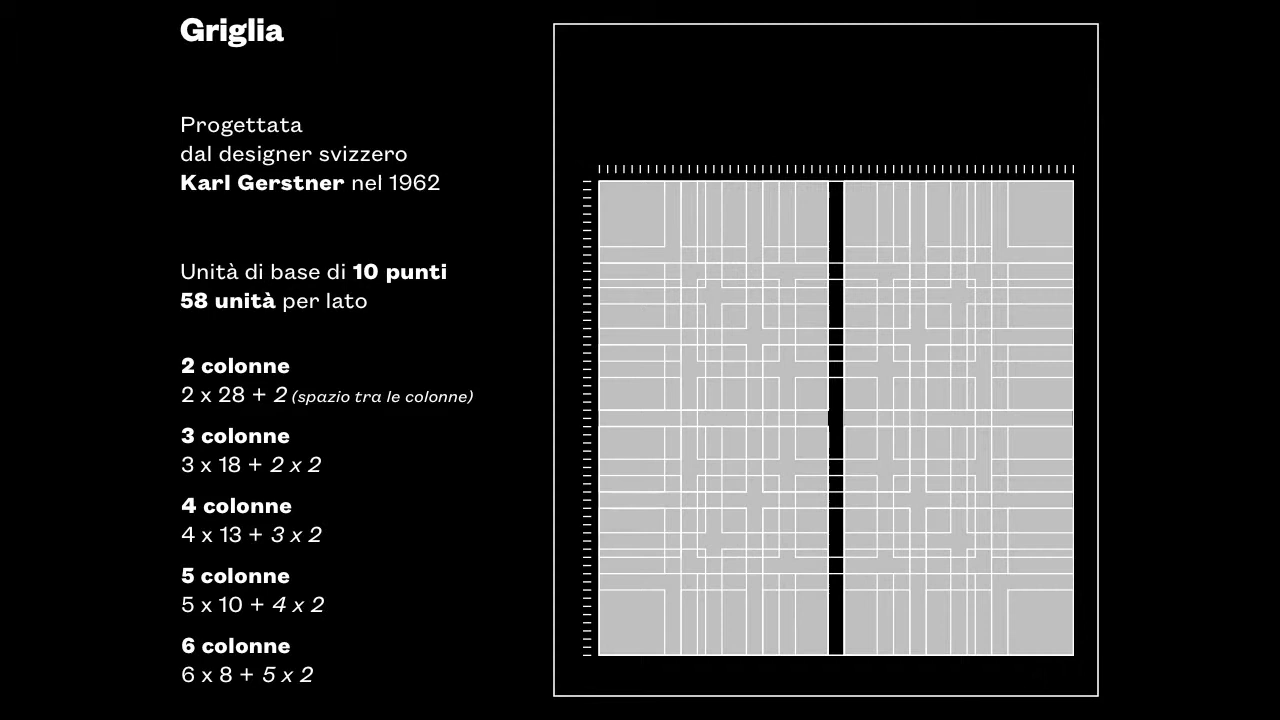 Griglia
Progettata
dal designer svizzero
Karl Gerstner nel 1962
Unità di base di 10 punti
58 unità per lato
2 colonne
2 x 28 + 2 (spazio tra le colonne)
3 colonne
3 x 18 + 2 x 2
4 colonne
4 x 13 + 3 x 2
5 colonne
5 x 10 + 4 x 2
6 colonne
6 x 8 + 5 x 2